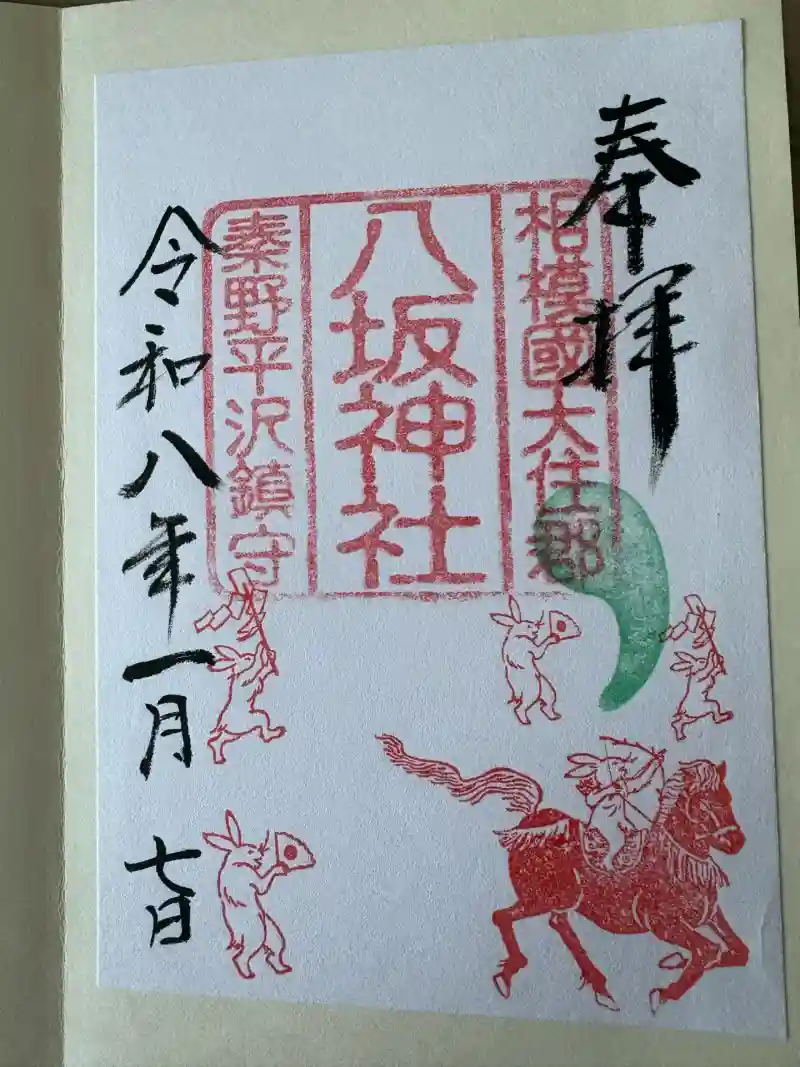 奉拝
相模國大住郡
八坂神社
秦野平沢鎮守
令和八年一月七日